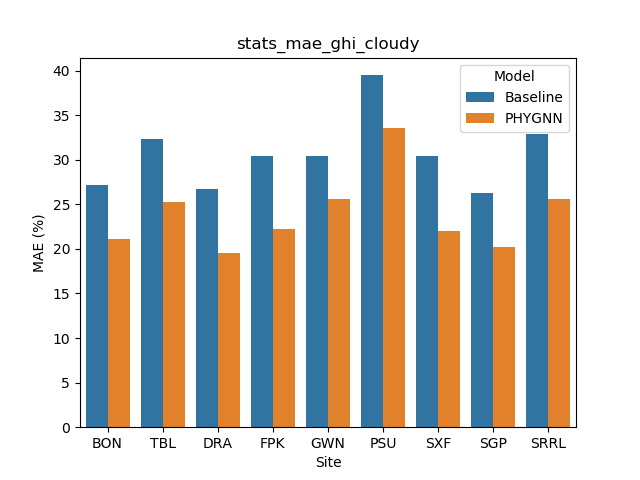 stats_mae_ghi_cloudy
Model
Baseline
PHYGNN
MAE (%)
40
35
30
25
20
15
10
5
0
BON TBL DRA FPK GWN PSU SXF SGP SRRL
Site